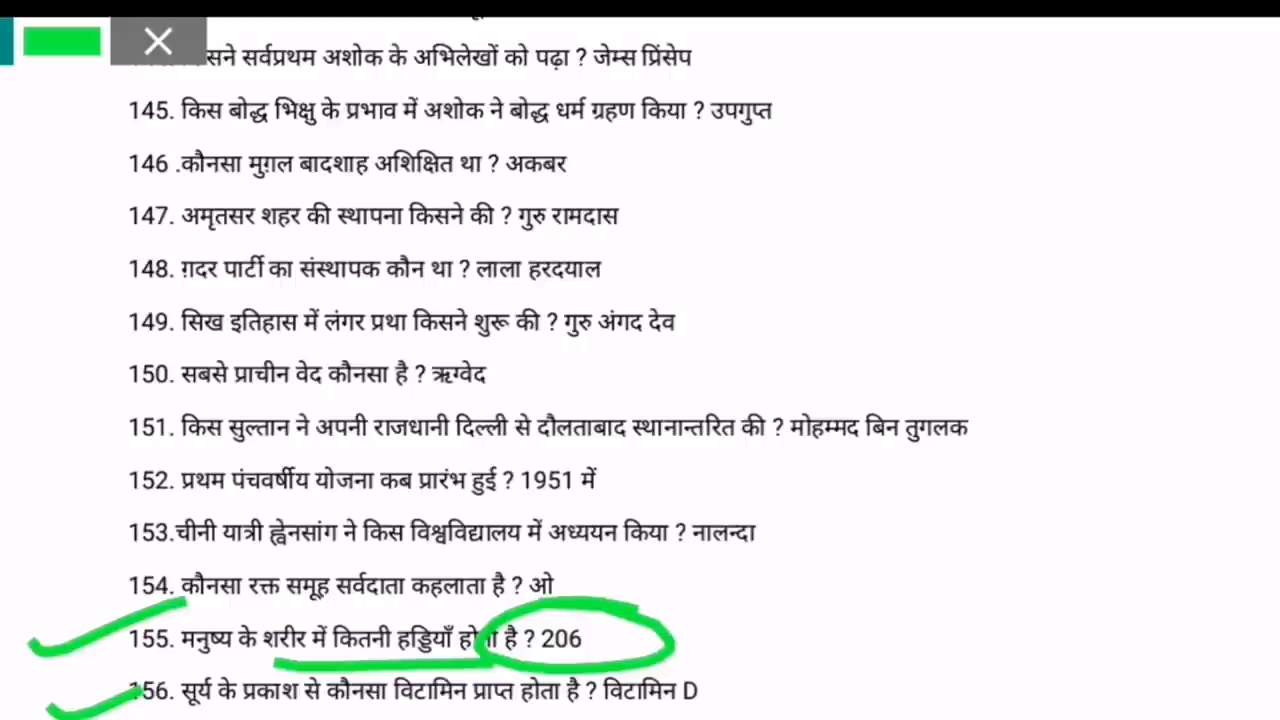 सने सर्वप्रथम अशोक के अभिलेखों को पढ़ा ? जेम्स प्रिंसेप
145. किस बोद्ध भिक्षु के प्रभाव में अशोक ने बोद्ध धर्म ग्रहण किया ? उपगुप्त
146 .कौनसा मुग़ल बादशाह अशिक्षित था ? अकबर
147. अमृतसर शहर की स्थापना किसने की ? गुरु रामदास
148. ग़दर पार्टी का संस्थापक कौन था ? लाला हरदयाल
149. सिख इतिहास में लंगर प्रथा किसने शुरू की ? गुरु अंगद देव
150. सबसे प्राचीन वेद कौनसा है ? ऋग्वेद
151. किस सुल्तान ने अपनी राजधानी दिल्ली से दौलताबाद स्थानान्तरित की ? मोहम्मद बिन तुगलक
152. प्रथम पंचवर्षीय योजना कब प्रारंभ हुई ? 1951 में
153.चीनी यात्री ह्वेनसांग ने किस विश्वविद्यालय में अध्ययन किया ? नालन्दा
154. कौनसा रक्त समूह सर्वदाता कहलाता है ? ओ
155. मनुष्य के शरीर में कितनी हड्डियाँ होता है ? 206
156. सूर्य के प्रकाश से कौनसा विटामिन प्राप्त होता है ? विटामिन D